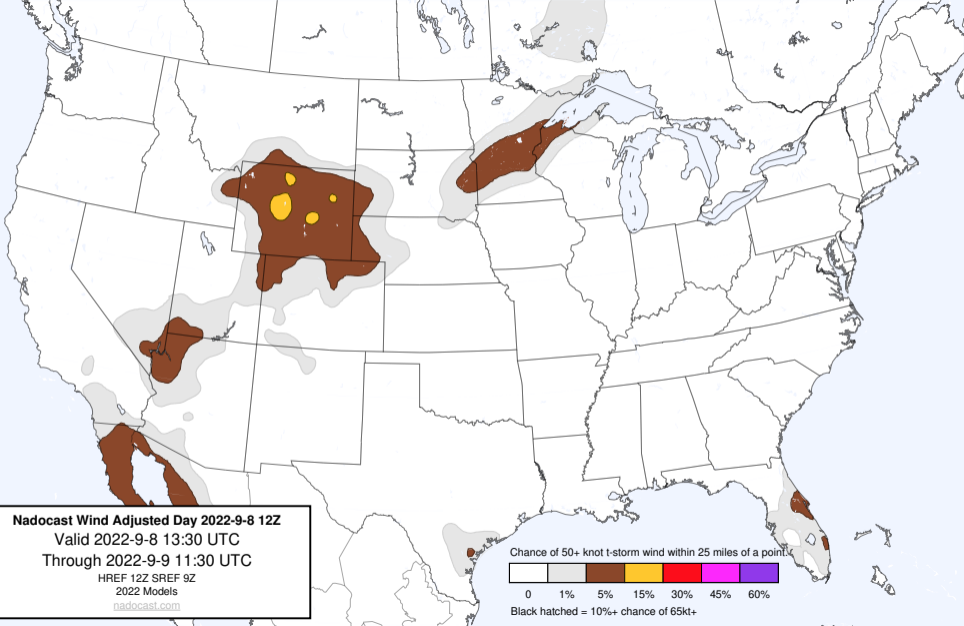 Nadocast Wind Adjusted Day 2022-9-8 12Z
Valid 2022-9-8 13:30 UTC
Through 2022-9-9 11:30 UTC
HREF 12Z SREF 9Z
2022 Models
nadocast.com
Chance of 50+ knot t-storm wind within 25 miles of a point.
0 1% 5% 15% 30% 45% 60%
Black hatched = 10%+ chance of 65kt+